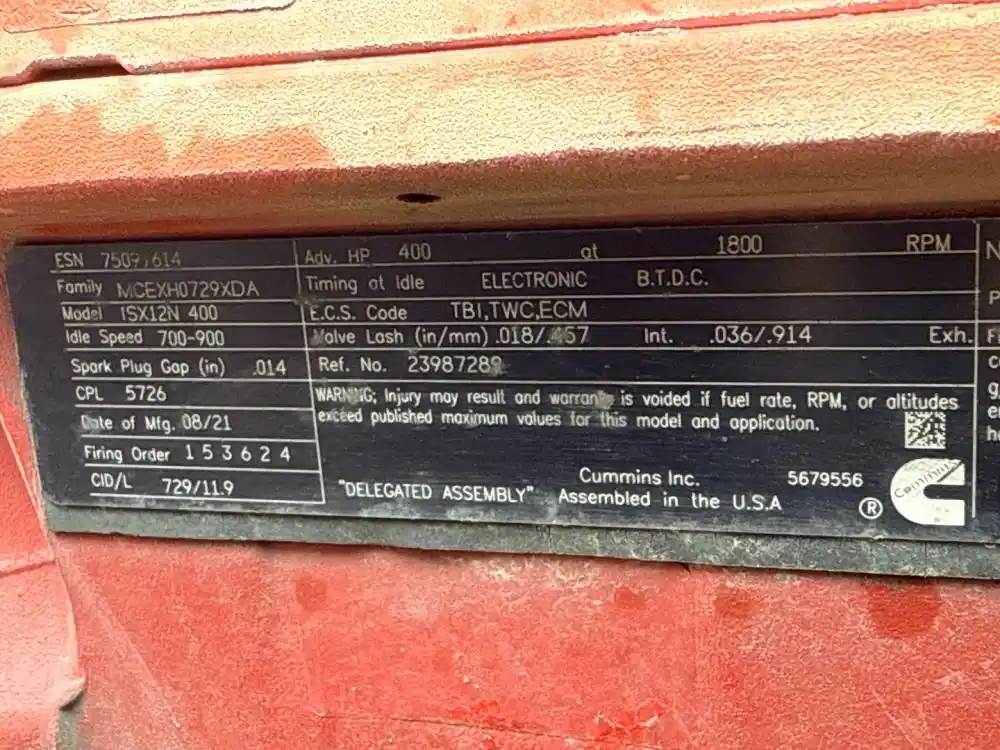 ESN
Family MCEXH0729XDA
Model ISX12N 400
Idle Speed 700-900
Spark Plug Gap (in) .014
CPL 5726
Date of Mfg. 08/21
Firing Order 1 5 3 6 2 4
CID/L 729/11.9
Adv. HP 400 at 1800 RPM
Timing at Idle ELECTRONIC B.T.D.C.
E.C.S. Code TBI,TWC,ECM
Valve Lash (in/mm) .018/.457 Int. .036/.914 Exh.
Ref. No. 23987289
WARNING; Injury may result and warranty is voided if fuel rate, RPM, or altitudes
exceed published maximum values for this model and application.
"DELEGATED ASSEMBLY"
Cummins Inc. 5679556
Assembled in the U.S.A
®
Cummins